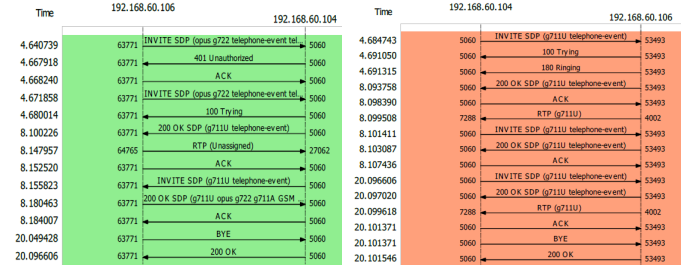 Time 192.168.60.106 192.168.60.104
4.640739 63771 INVITE SDP (opus g722 telephone-event tel... 5060
4.667918 63771 401 Unauthorized 5060
4.668240 63771 ACK 5060
4.671858 63771 INVITE SDP (opus g722 telephone-event tel... 5060
4.680014 63771 100 Trying 5060
8.100226 63771 200 OK SDP (g711U telephone-event) 5060
8.147957 64765 RTP (Unassigned) 27062
8.152520 63771 ACK 5060
8.155823 63771 INVITE SDP (g711U telephone-event) 5060
8.180463 63771 200 OK SDP (g711U opus g722 g711A GSM ... 5060
8.184007 63771 ACK 5060
20.049428 63771 BYE 5060
20.096606 63771 200 OK 5060
Time 192.168.60.104 192.168.60.106
4.684743 5060 INVITE SDP (g711U telephone-event) 53493
4.691050 5060 100 Trying 53493
4.691315 5060 180 Ringing 53493
8.093758 5060 200 OK SDP (g711U telephone-event) 53493
8.098390 5060 ACK 53493
8.099508 7288 RTP (g711U) 4002
8.101411 5060 INVITE SDP (g711U telephone-event) 53493
8.103087 5060 200 OK SDP (g711U telephone-event) 53493
8.107436 5060 ACK 53493
20.096606 5060 INVITE SDP (g711U telephone-event) 53493
20.097020 5060 200 OK SDP (g711U telephone-event) 53493
20.099618 7288 RTP (g711U) 4002
20.101371 5060 ACK 53493
20.101371 5060 BYE 53493
20.101546 5060 200 OK 53493